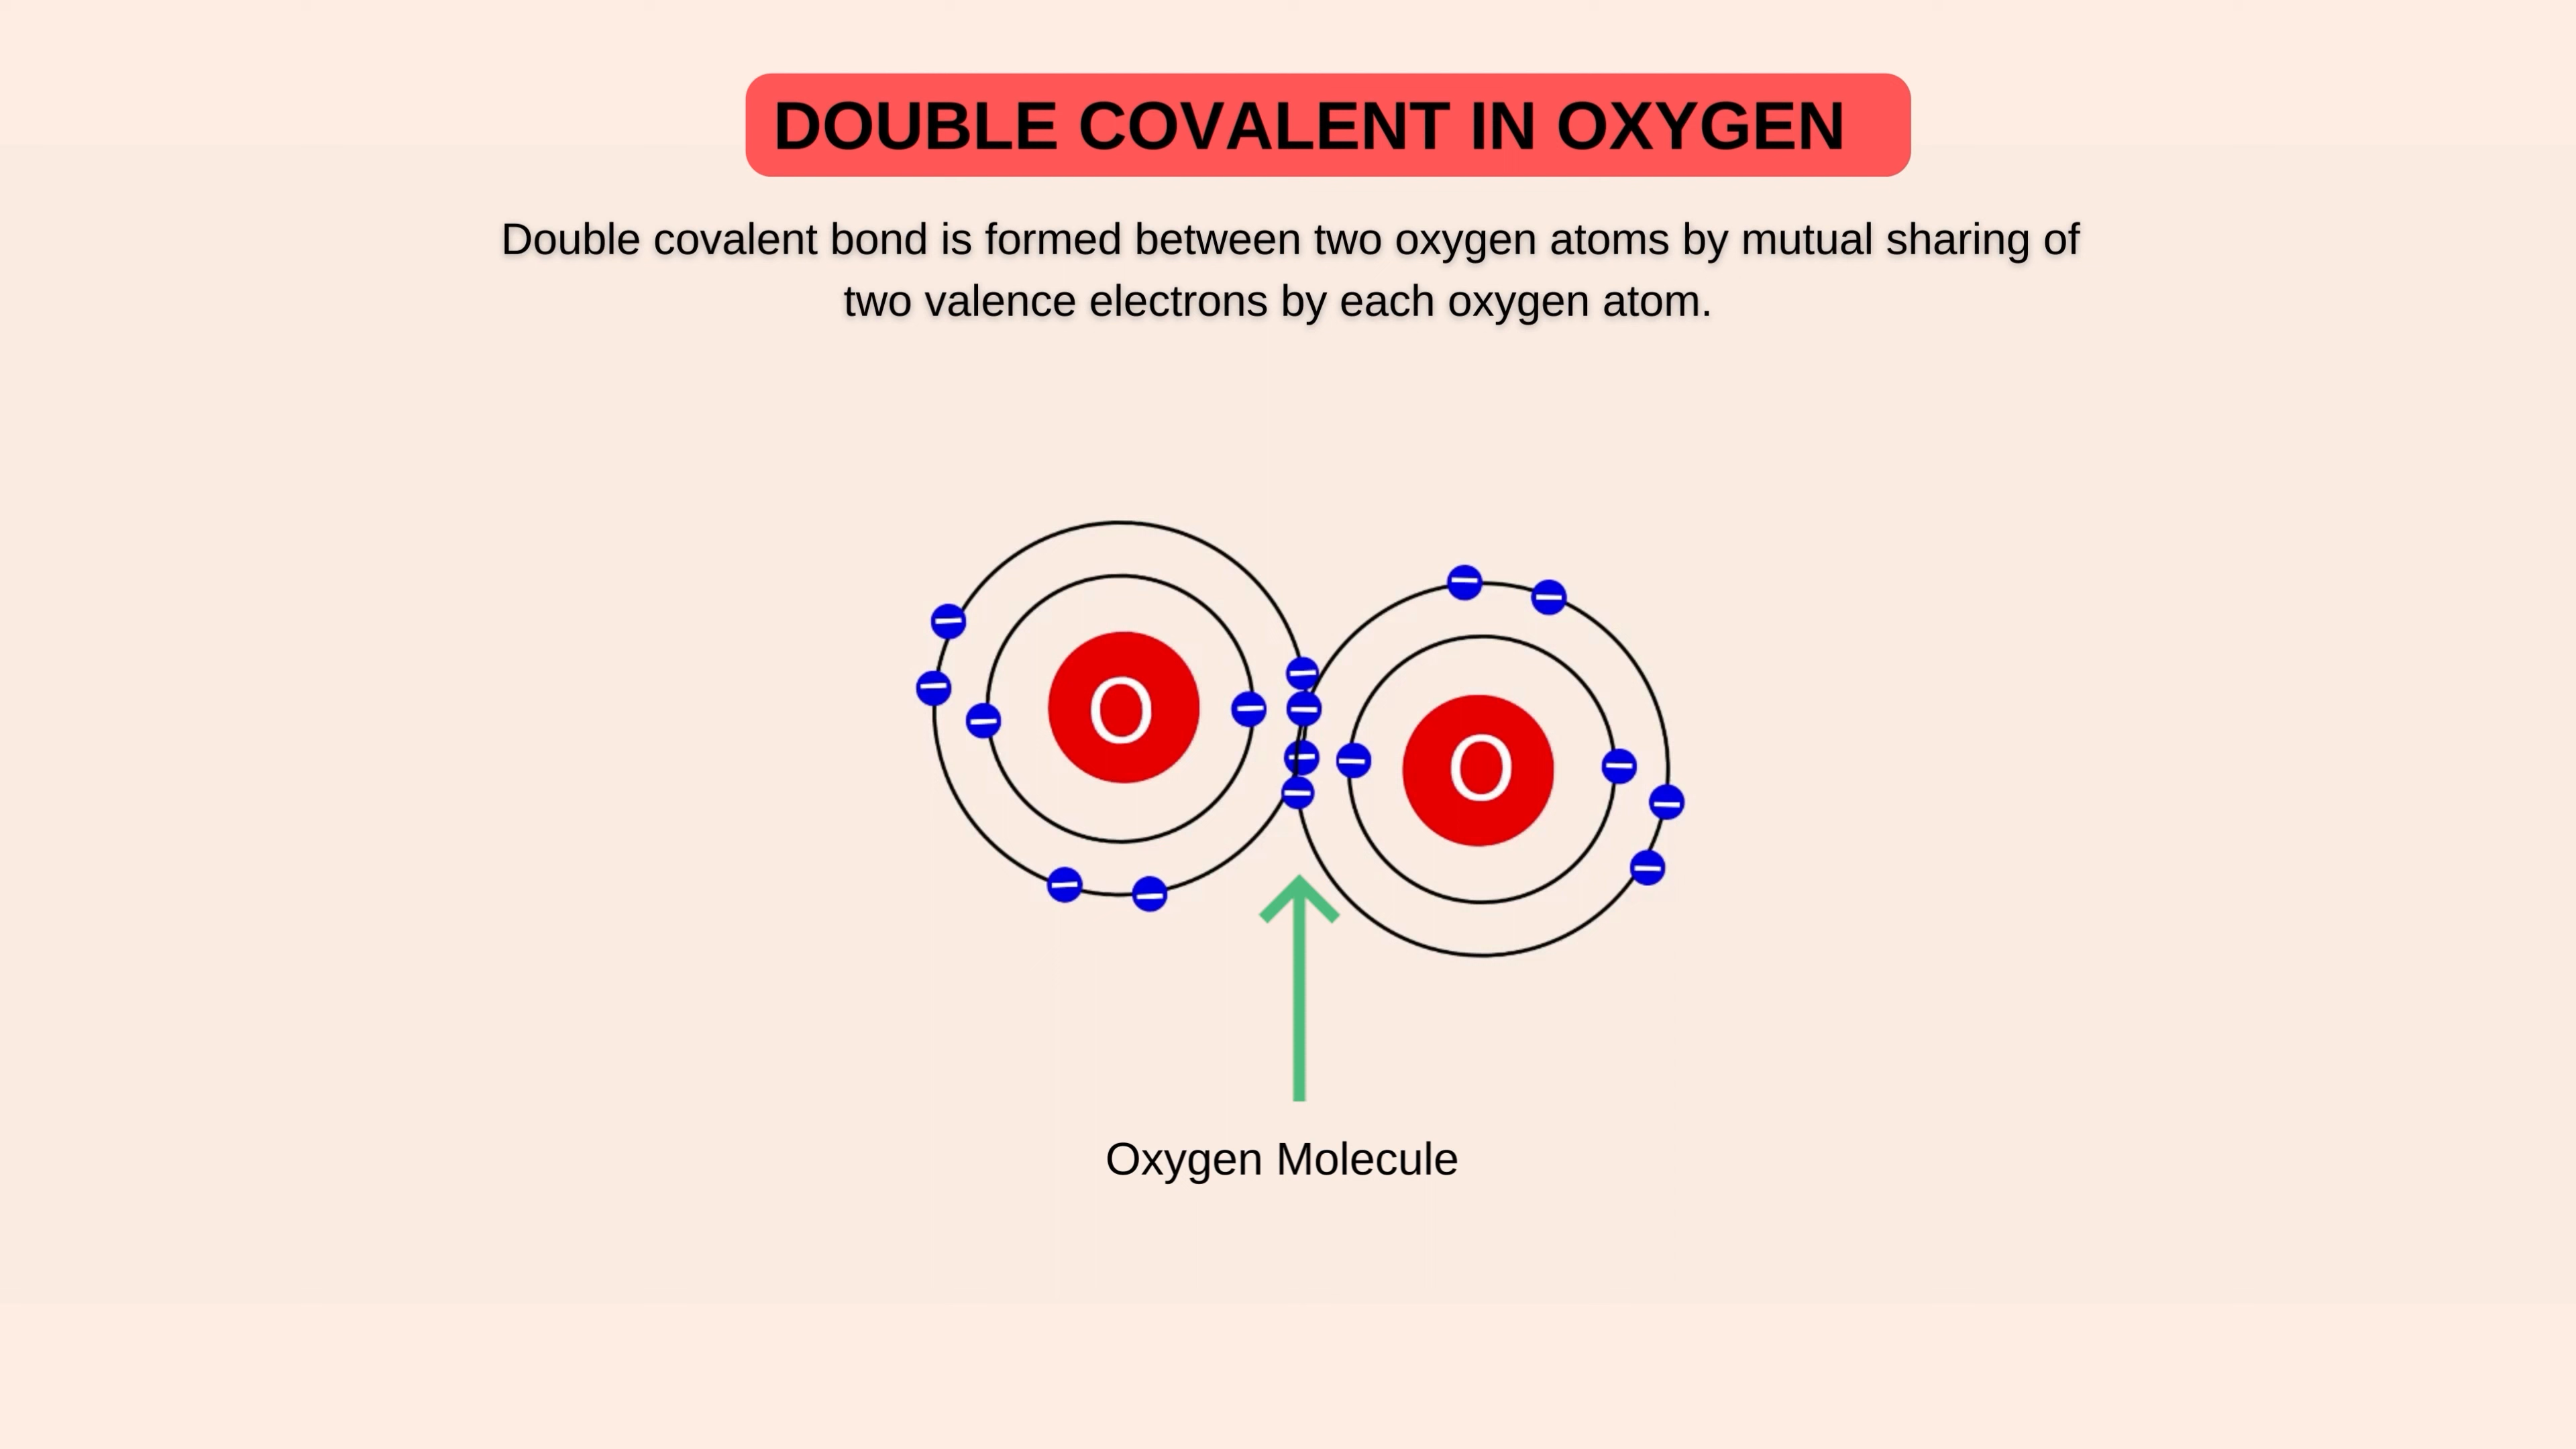 DOUBLE COVALENT IN OXYGEN
Double covalent bond is formed between two oxygen atoms by mutual sharing of
two valence electrons by each oxygen atom.
O
O
Oxygen Molecule